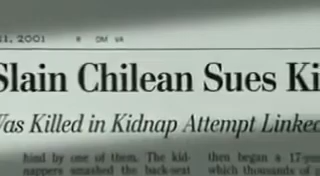 11, 2001
Slain Chilean Sues Ki
Was Killed in Kidnap Attempt Linked
hind by one of them. The kid- then began a 17-
nappers smashed the back-seat which thousands of